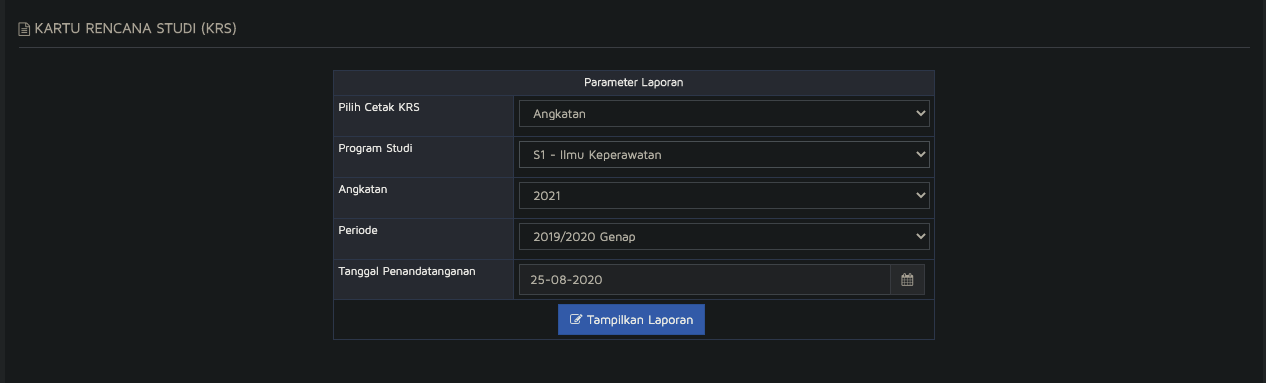 KARTU RENCANA STUDI (KRS)
Parameter Laporan
Pilih Cetak KRS
Angkatan
Program Studi
S1 - Ilmu Keperawatan
Angkatan
2021
Periode
2019/2020 Genap
Tanggal Penandatanganan
25-08-2020
Tampilkan Laporan